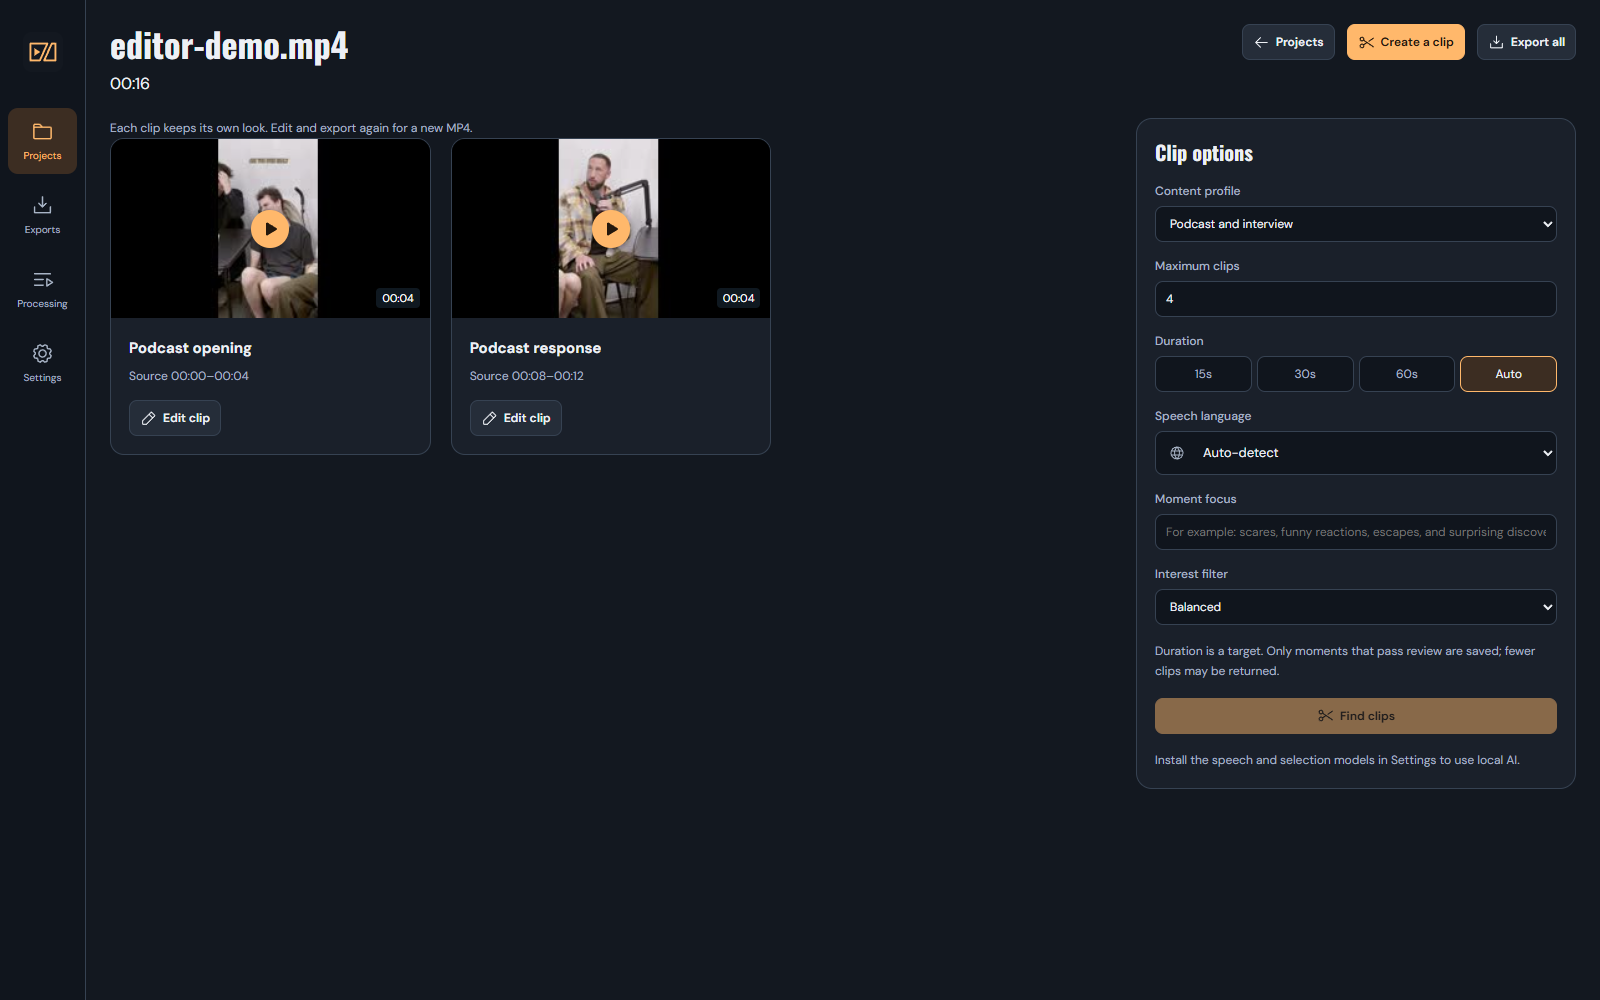 editor-demo.mp4
00:16
Projects
Create a clip
Export all
Projects
Exports
Processing
Settings
Each clip keeps its own look. Edit and export again for a new MP4.
00:04
Podcast opening
Source 00:00–00:04
Edit clip
00:04
Podcast response
Source 00:08–00:12
Edit clip
Clip options
Content profile
Podcast and interview
Maximum clips
4
Duration
15s
30s
60s
Auto
Speech language
Auto-detect
Moment focus
For example: scares, funny reactions, escapes, and surprising discove
Interest filter
Balanced
Duration is a target. Only moments that pass review are saved; fewer
clips may be returned.
Find clips
Install the speech and selection models in Settings to use local AI.